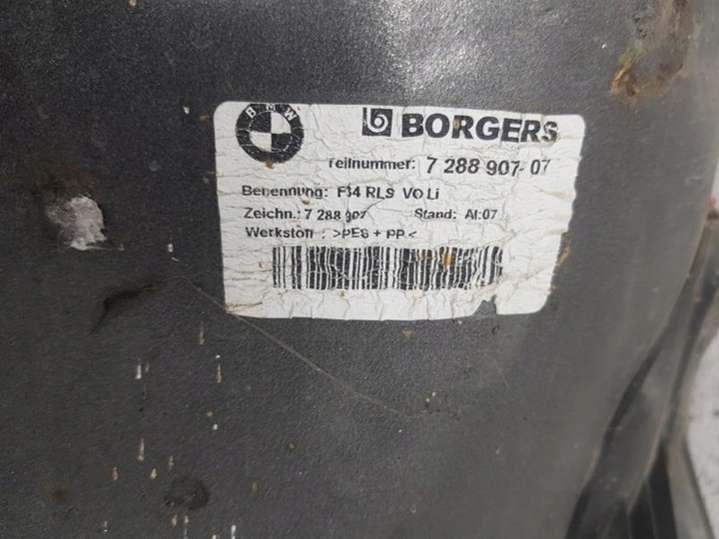 BMW
BORGERS
Teilnummer: 7 288 907-07
Benennung: F34 RLS VO Li
Zeichn.: 7 288 907 Stand: AI:07
Werkstoff : >PES + PP<